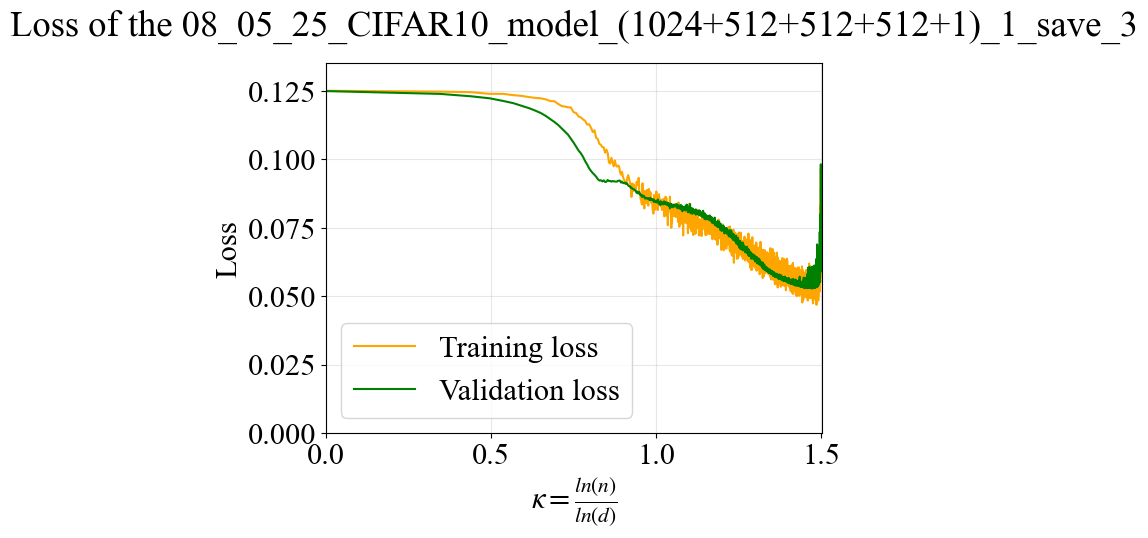 Loss of the 08_05_25_CIFAR10_model_(1024+512+512+512+1)_1_save_3
0.125
0.100
0.075
0.050
0.025
0.000
Loss
Training loss
Validation loss
0.0 0.5 1.0 1.5
κ = ln(n)/ln(d)